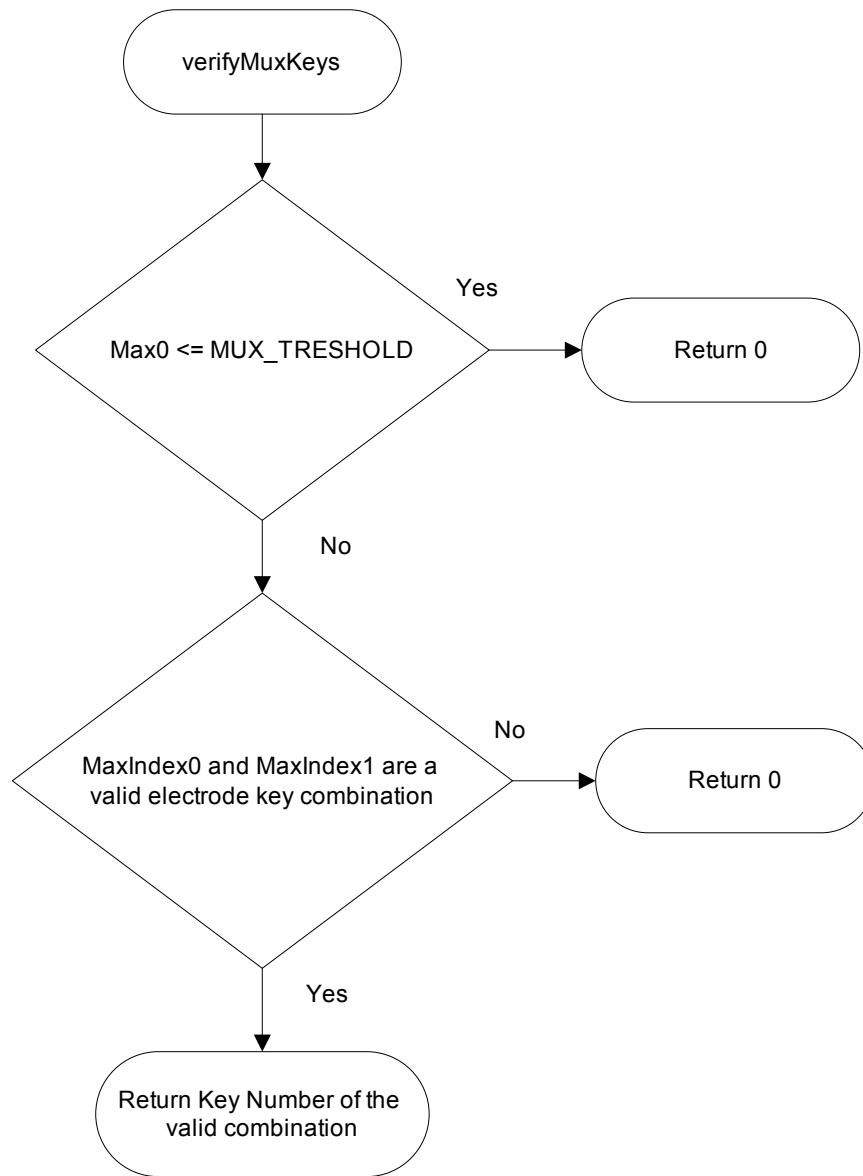 verifyMuxKeys
Yes
Max0 <= MUX_TRESHOLD
Return 0
No
No
MaxIndex0 and MaxIndex1 are a
valid electrode key combination
Return 0
Yes
Return Key Number of the
valid combination